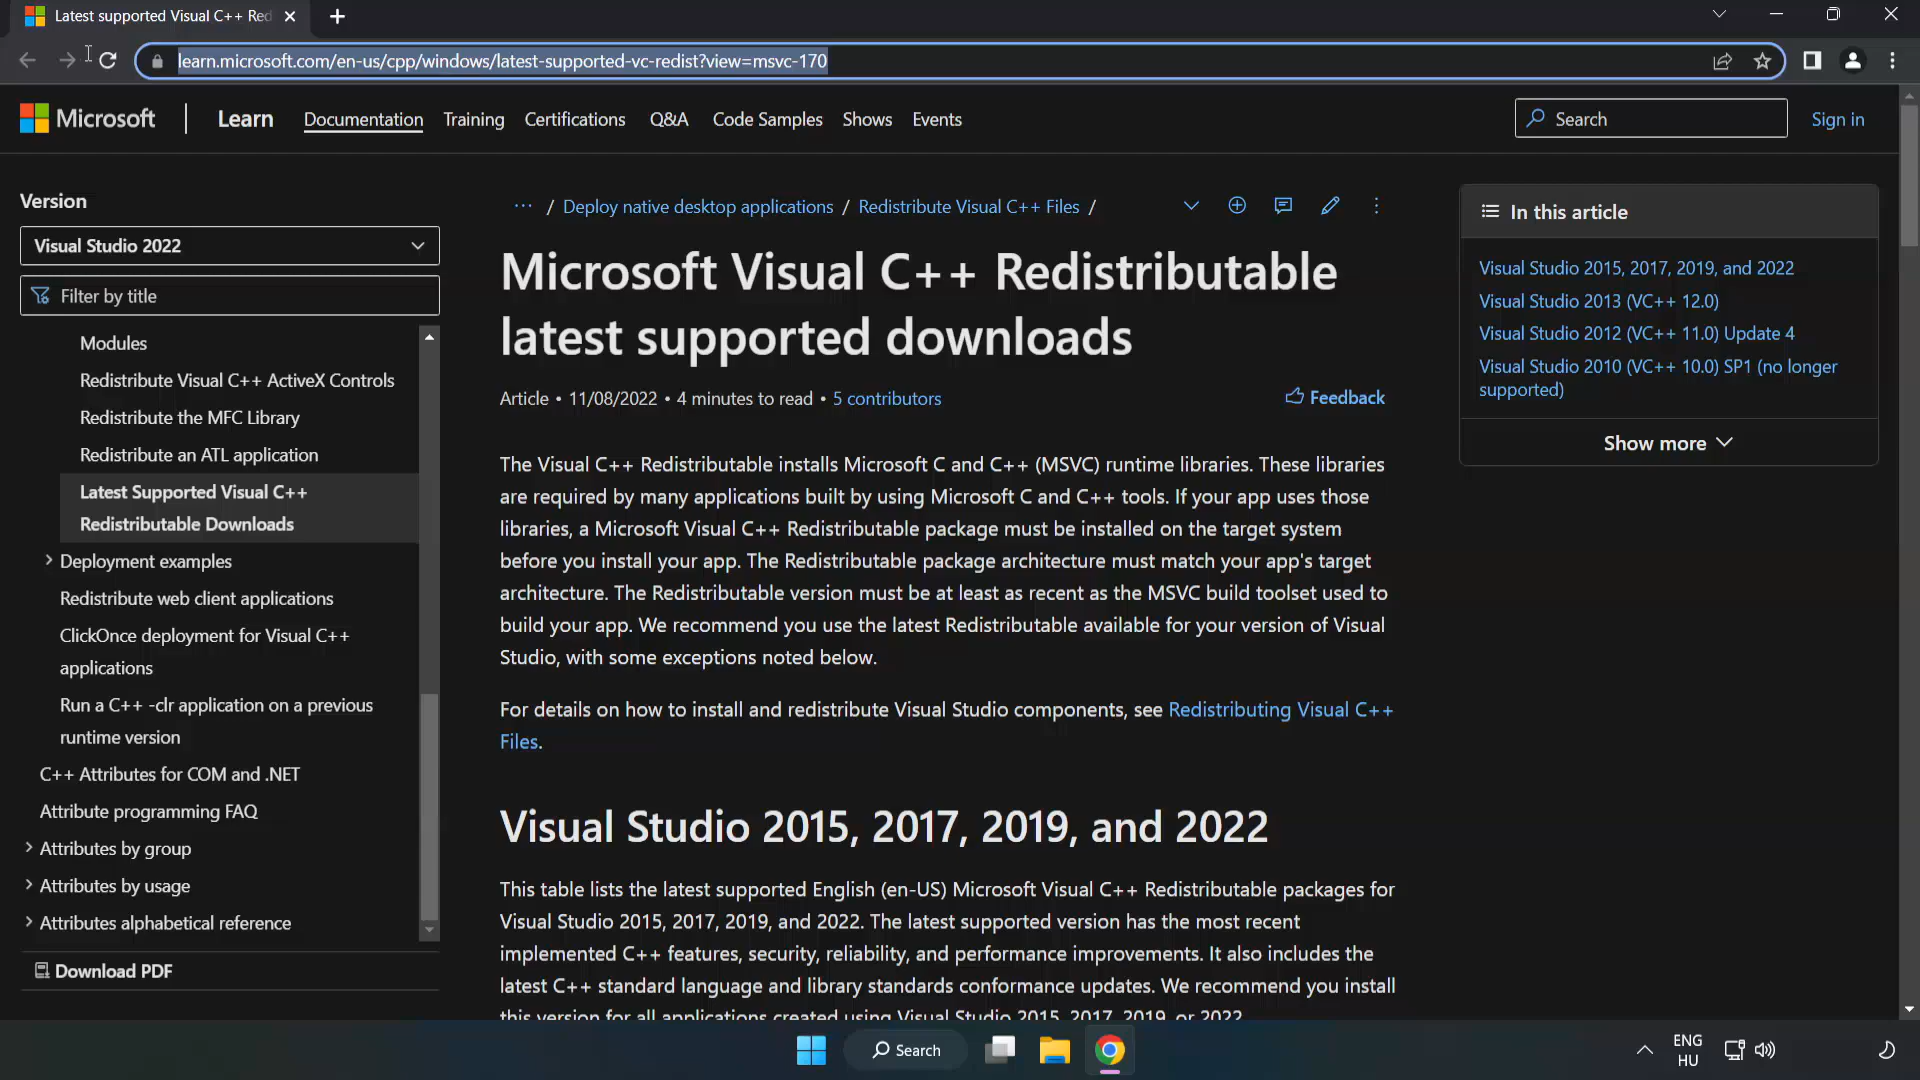 Latest supported Visual C++ Red
learn.microsoft.com/en-us/cpp/windows/latest-supported-vc-redist?view=msvc-170
Microsoft
Learn
Documentation
Training
Certifications
Q&A
Code Samples
Shows
Events
Search
Sign in
Version
Visual Studio 2022
Filter by title
Modules
Redistribute Visual C++ ActiveX Controls
Redistribute the MFC Library
Redistribute an ATL application
Latest Supported Visual C++
Redistributable Downloads
Deployment examples
Redistribute web client applications
ClickOnce deployment for Visual C++
applications
Run a C++ -clr application on a previous
runtime version
C++ Attributes for COM and .NET
Attribute programming FAQ
Attributes by group
Attributes by usage
Attributes alphabetical reference
Download PDF
... / Deploy native desktop applications / Redistribute Visual C++ Files /
Microsoft Visual C++ Redistributable
latest supported downloads
Article • 11/08/2022 • 4 minutes to read • 5 contributors
Feedback
The Visual C++ Redistributable installs Microsoft C and C++ (MSVC) runtime libraries. These libraries
are required by many applications built by using Microsoft C and C++ tools. If your app uses those
libraries, a Microsoft Visual C++ Redistributable package must be installed on the target system
before you install your app. The Redistributable package architecture must match your app's target
architecture. The Redistributable version must be at least as recent as the MSVC build toolset used to
build your app. We recommend you use the latest Redistributable available for your version of Visual
Studio, with some exceptions noted below.
For details on how to install and redistribute Visual Studio components, see Redistributing Visual C++
Files.
Visual Studio 2015, 2017, 2019, and 2022
This table lists the latest supported English (en-US) Microsoft Visual C++ Redistributable packages for
Visual Studio 2015, 2017, 2019, and 2022. The latest supported version has the most recent
implemented C++ features, security, reliability, and performance improvements. It also includes the
latest C++ standard language and library standards conformance updates. We recommend you install
this version for all applications created using Visual Studio 2015, 2017, 2019, or 2022.
In this article
Visual Studio 2015, 2017, 2019, and 2022
Visual Studio 2013 (VC++ 12.0)
Visual Studio 2012 (VC++ 11.0) Update 4
Visual Studio 2010 (VC++ 10.0) SP1 (no longer
supported)
Show more
Search
ENG
HU